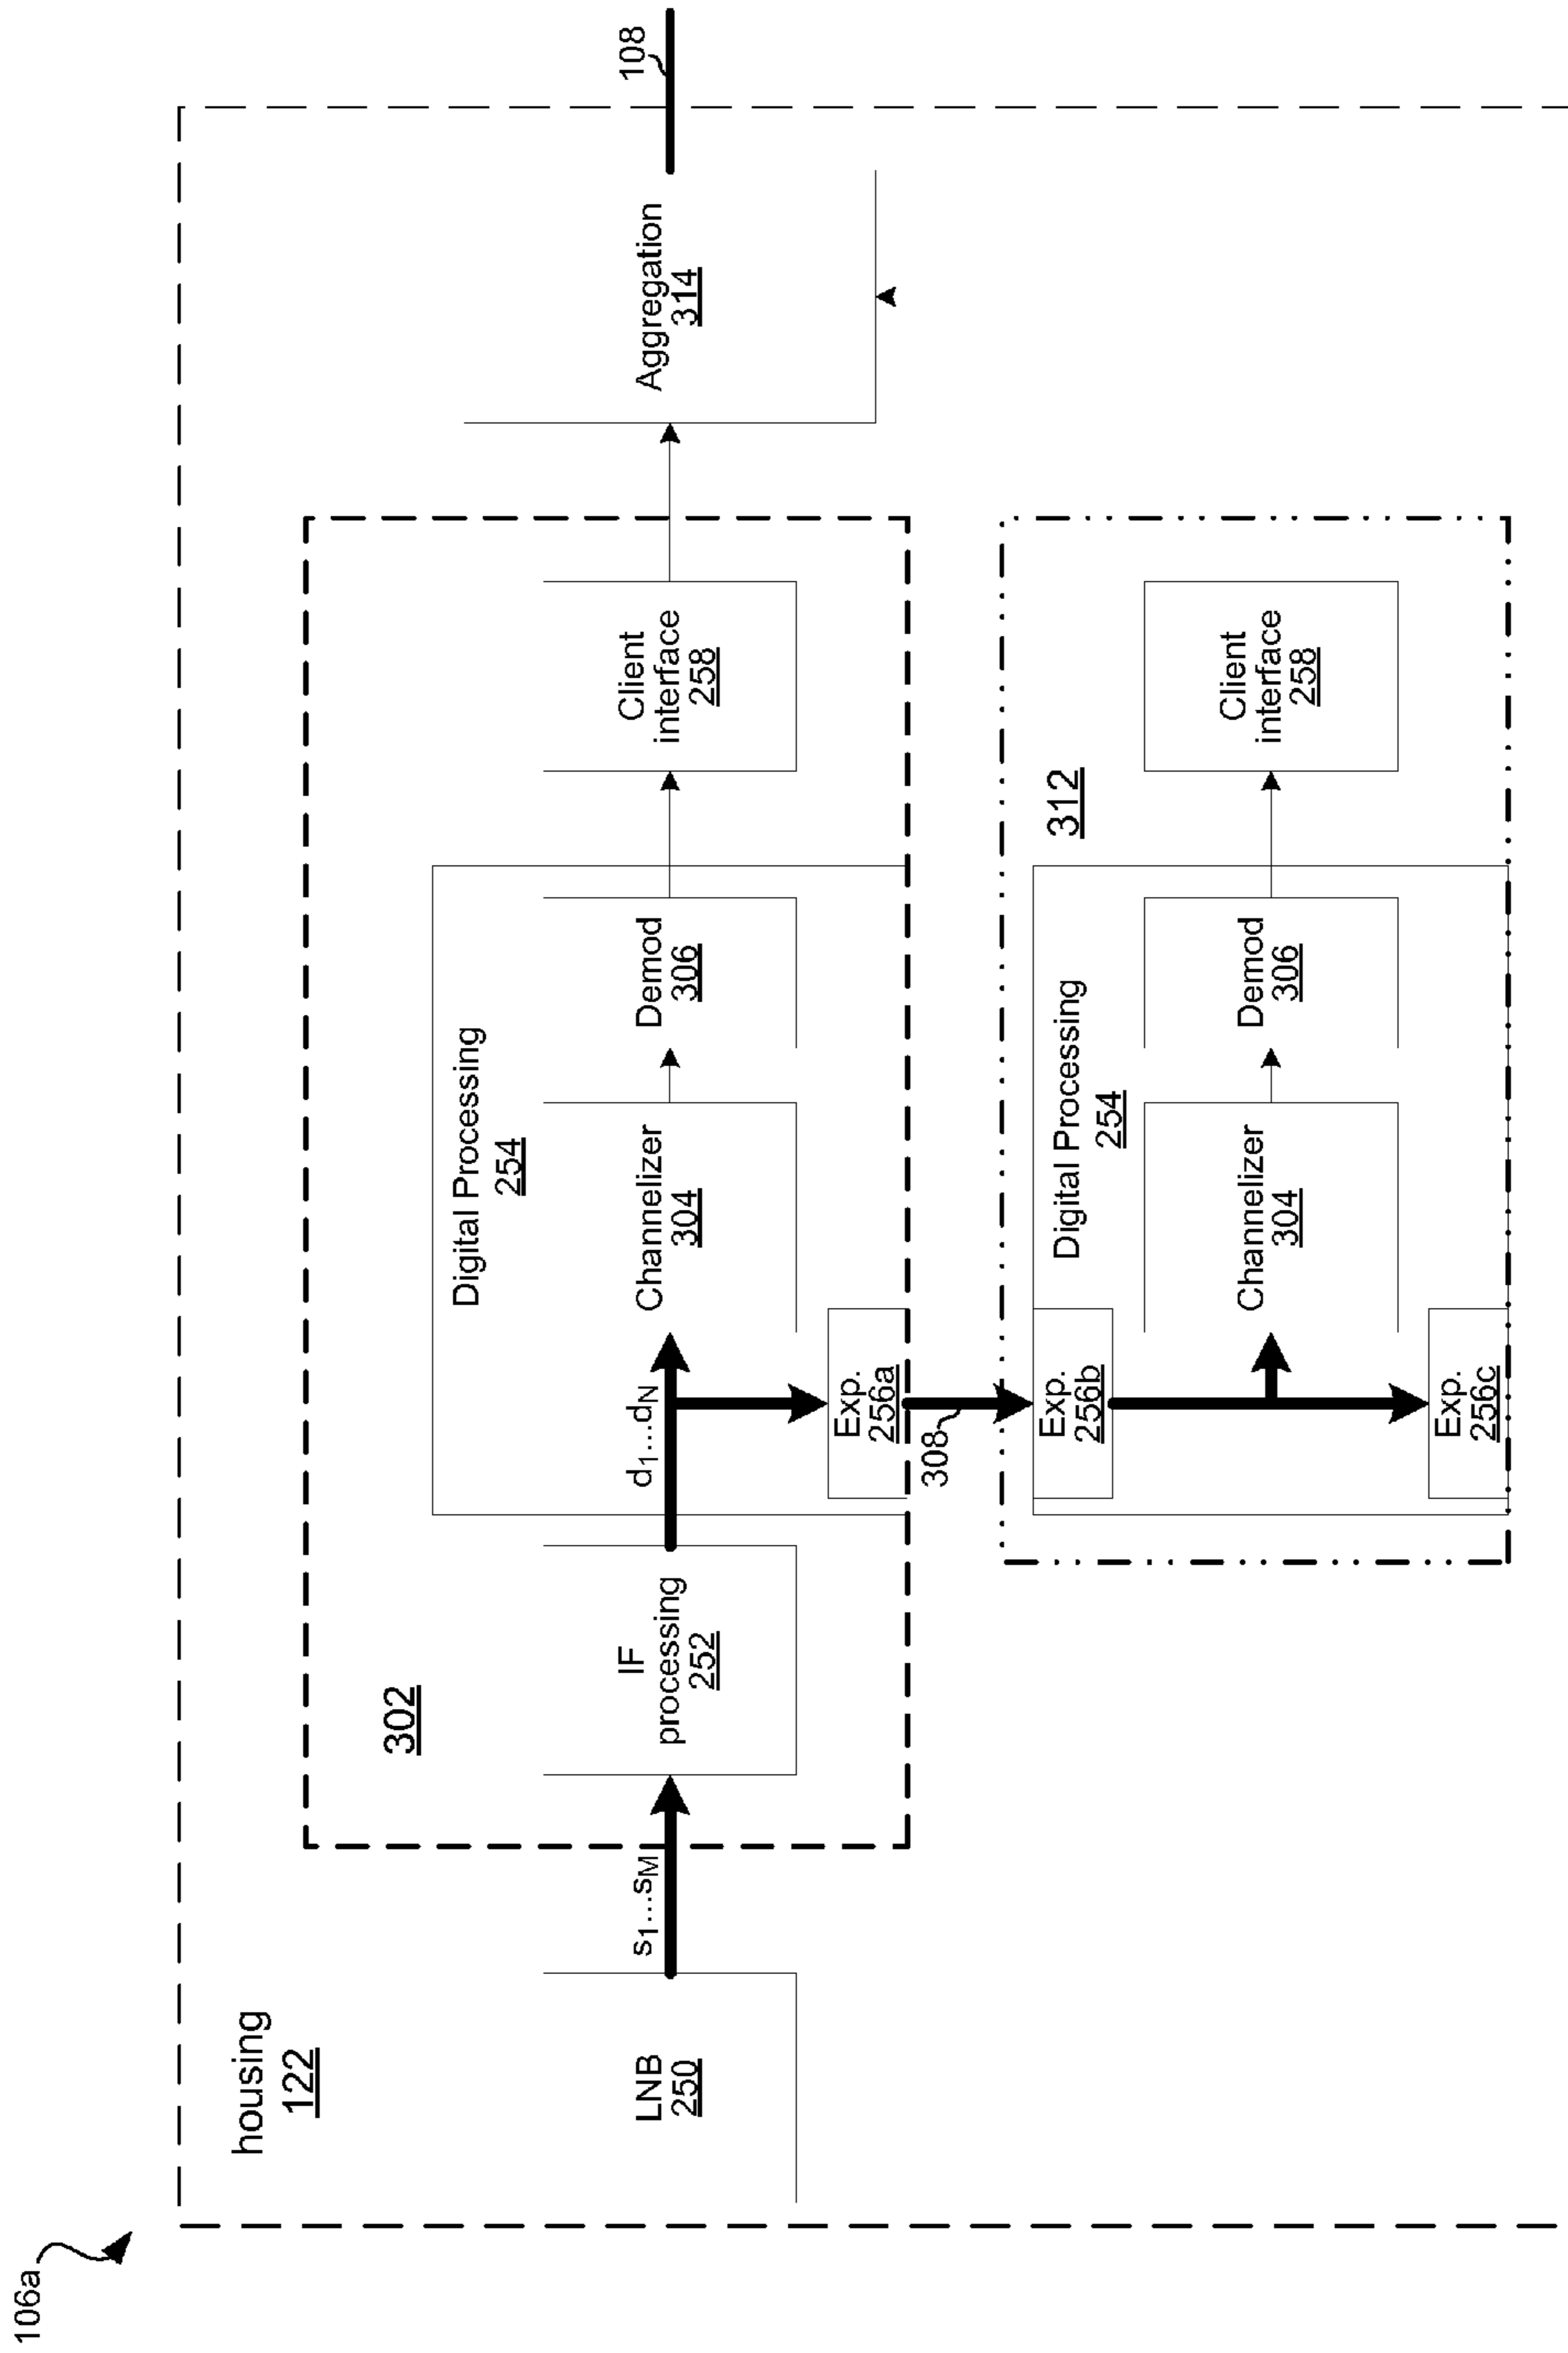 106a
housing
122
302
LNB
250
s1...sM
IF
processing
252
Digital Processing
254
d1...dN
Channelizer
304
Demod
306
Client
interface
258
Aggregation
314
108
Exp.
256a
308
312
Exp.
256b
Digital Processing
254
Channelizer
304
Demod
306
Client
interface
258
Exp.
256c